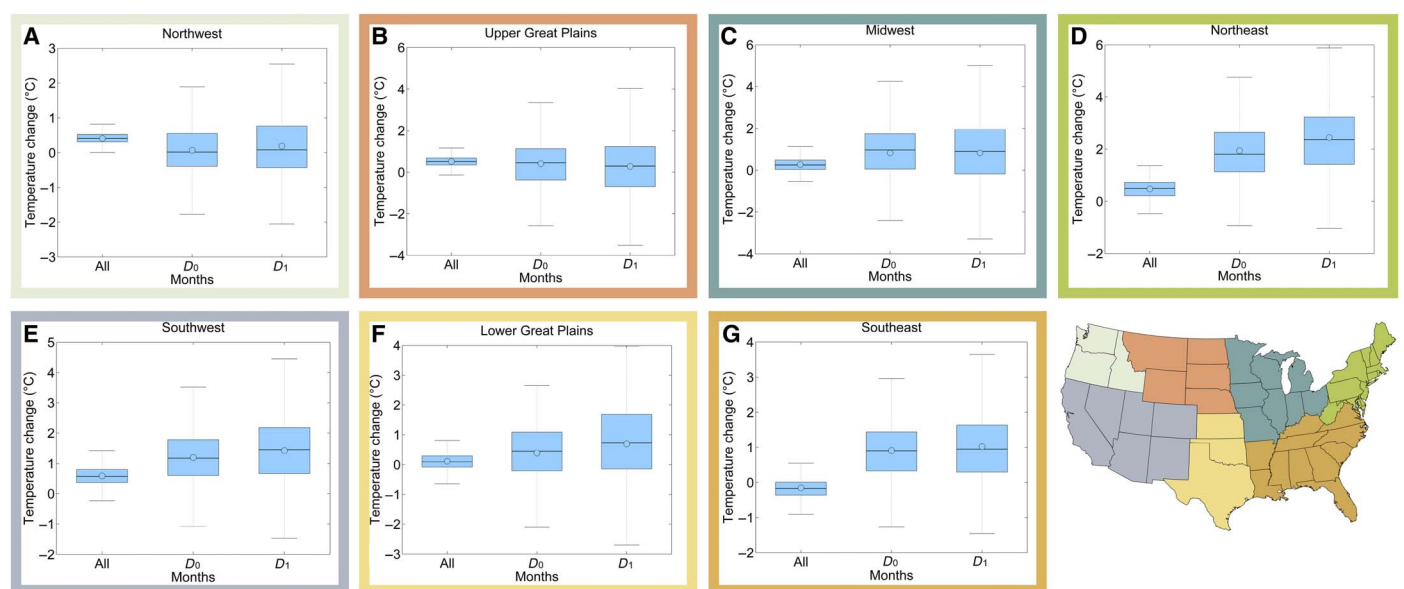 A
Northwest
Temperature change (°C)
3
2
1
0
–1
–2
–3
All
D0
D1
Months
B
Upper Great Plains
Temperature change (°C)
6
4
2
0
–2
–4
All
D0
D1
Months
C
Midwest
Temperature change (°C)
6
4
2
0
–2
–4
All
D0
D1
Months
D
Northeast
Temperature change (°C)
6
4
2
0
–2
All
D0
D1
Months
E
Southwest
Temperature change (°C)
5
4
3
2
1
0
–1
–2
All
D0
D1
Months
F
Lower Great Plains
Temperature change (°C)
4
3
2
1
0
–1
–2
–3
All
D0
D1
Months
G
Southeast
Temperature change (°C)
4
3
2
1
0
–1
–2
All
D0
D1
Months